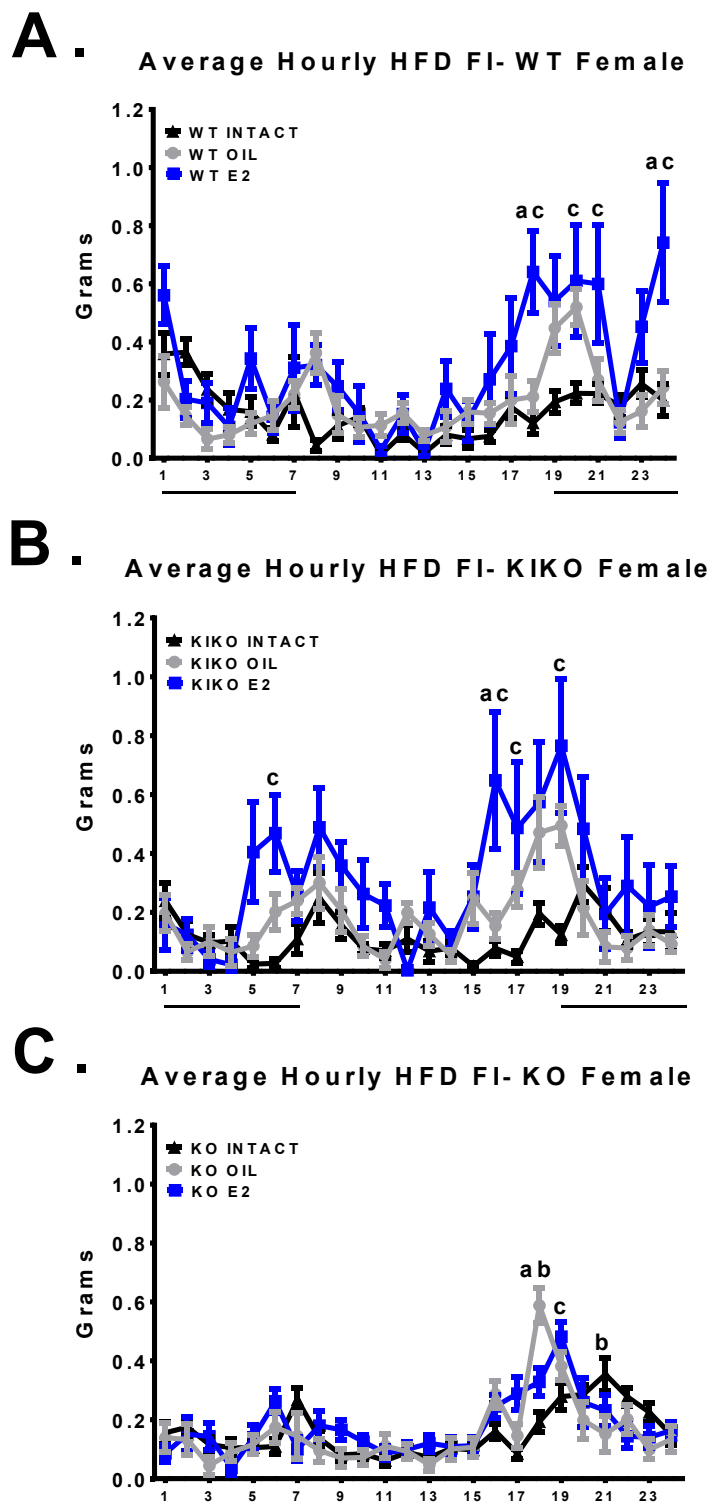 A .
Average Hourly HFD FI- WT Female
1.2
1.0
0.8
0.6
0.4
0.2
0.0
Grams
WT INTACT
WT OIL
WT E2
ac
c
c
ac
1 3 5 7 9 11 13 15 17 19 21 23
B .
Average Hourly HFD FI- KIKO Female
1.2
1.0
0.8
0.6
0.4
0.2
0.0
Grams
KIKO INTACT
KIKO OIL
KIKO E2
c
ac
c
c
1 3 5 7 9 11 13 15 17 19 21 23
C .
Average Hourly HFD FI- KO Female
1.2
1.0
0.8
0.6
0.4
0.2
0.0
Grams
KO INTACT
KO OIL
KO E2
ab
c
b
1 3 5 7 9 11 13 15 17 19 21 23